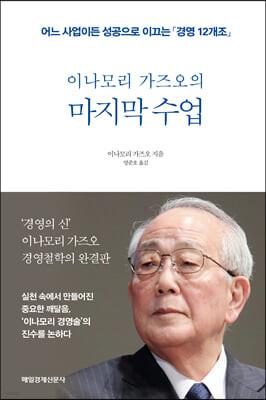 어느 사업이든 성공으로 이끄는 「경영 12개조」
이나모리 가즈오의
마지막 수업
이나모리 가즈오 지음
양준호 옮김
'경영의 신'
이나모리 가즈오
경영철학의 완결판
실천 속에서 만들어진
중요한 깨달음,
'이나모리 경영술'의
진수를 논하다
매일경제신문사